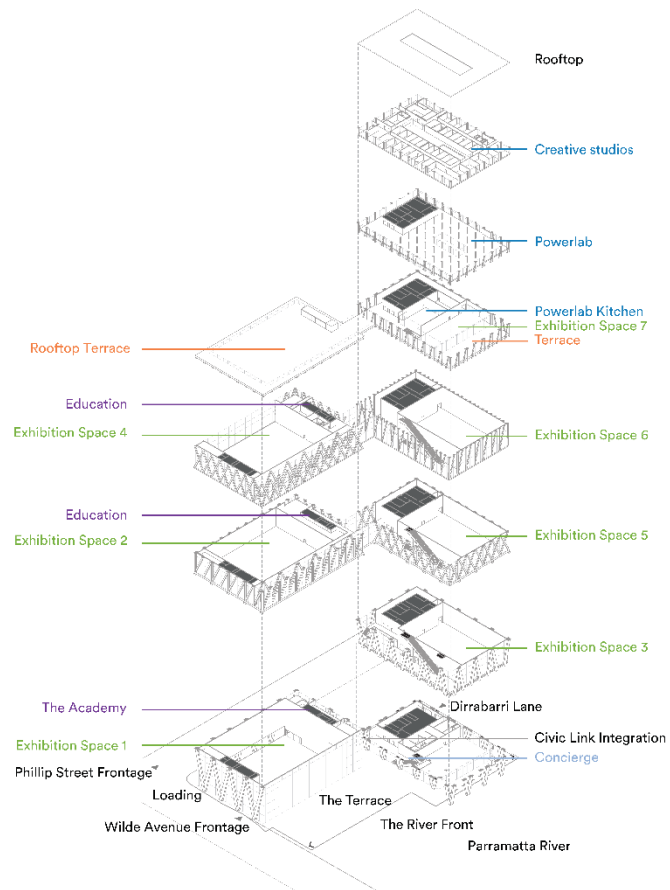 Rooftop
Creative studios
Powerlab
Powerlab Kitchen
Exhibition Space 7
Terrace
Rooftop Terrace
Education
Exhibition Space 4
Exhibition Space 6
Education
Exhibition Space 2
Exhibition Space 5
Exhibition Space 3
The Academy
Dirrabarri Lane
Exhibition Space 1
Civic Link Integration
Concierge
Phillip Street Frontage
Loading
The Terrace
Wilde Avenue Frontage
The River Front
Parramatta River